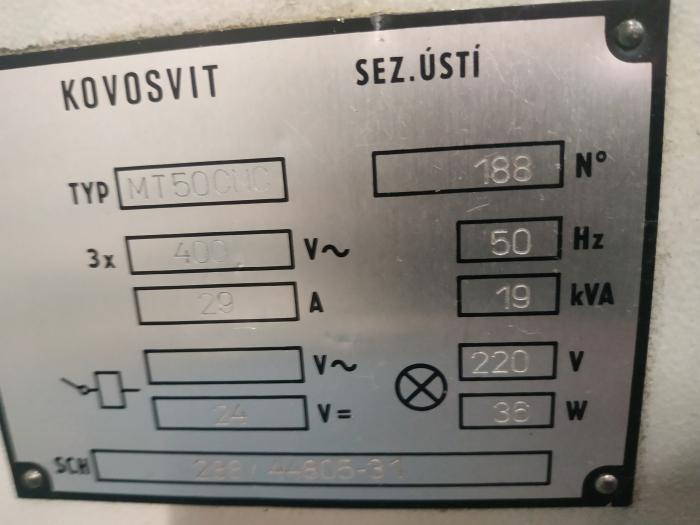 KOVOSVIT SEZ.ÚSTÍ
TYP MT50CNC 188 N°
3x 400 V~ 50 Hz
29 A 19 kVA
V~ 220 V
24 V= 36 W
SCH